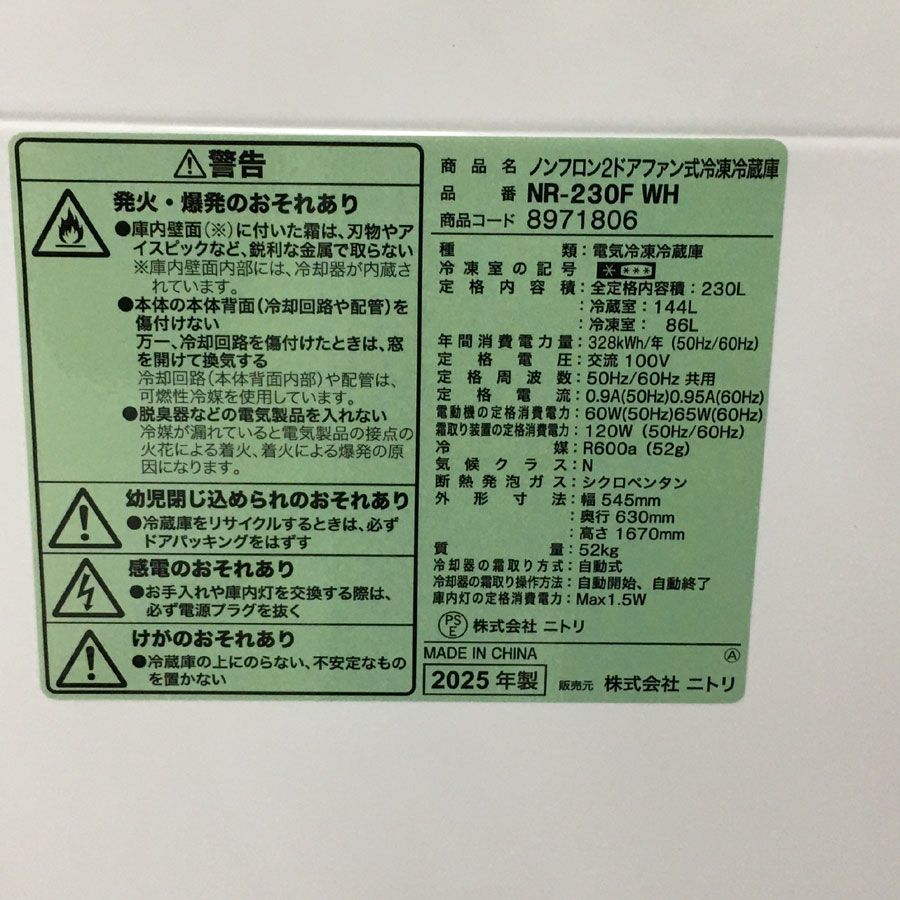 ⚠警告
発火・爆発のおそれあり
●庫内壁面(※)に付いた霜は、刃物やア
イスピックなど、鋭利な金属で取らない
※庫内壁面内部には、冷却器が内蔵さ
れています。
●本体の本体背面(冷却回路や配管)を
傷付けない
万一、冷却回路を傷付けたときは、窓
を開けて換気する
冷却回路(本体背面内部)や配管は、
可燃性冷媒を使用しています。
●脱臭器などの電気製品を入れない
冷媒が漏れていると電気製品の接点の
火花による着火、着火による爆発の原
因になります。
幼児閉じ込められのおそれあり
●冷蔵庫をリサイクルするときは、必ず
ドアパッキングをはずす
感電のおそれあり
●お手入れや庫内灯を交換する際は、
必ず電源プラグを抜く
けがのおそれあり
●冷蔵庫の上にのらない、不安定なもの
を置かない
商品名 ノンフロン2ドアファン式冷凍冷蔵庫
品番 NR-230F WH
商品コード 8971806
種類:電気冷凍冷蔵庫
冷凍室の記号 * ***
定格内容積:全定格内容積:230L
:冷蔵室:144L
:冷凍室: 86L
年間消費電力量:328kWh/年 (50Hz/60Hz)
定格電圧:交流 100V
定格周波数:50Hz/60Hz 共用
定格電流:0.9A(50Hz)0.95A(60Hz)
電動機の定格消費電力:60W(50Hz)65W(60Hz)
霜取り装置の定格消費電力:120W (50Hz/60Hz)
冷媒:R600a (52g)
気候クラス:N
断熱発泡ガス:シクロペンタン
外形寸法:幅 545mm
:奥行 630mm
:高さ 1670mm
質量:52kg
冷却器の霜取り方式:自動式
冷却器の霜取り操作方法:自動開始、自動終了
庫内灯の定格消費電力:Max1.5W
PSE 株式会社 ニトリ
MADE IN CHINA Ⓐ
2025年製 販売元 株式会社 ニトリ